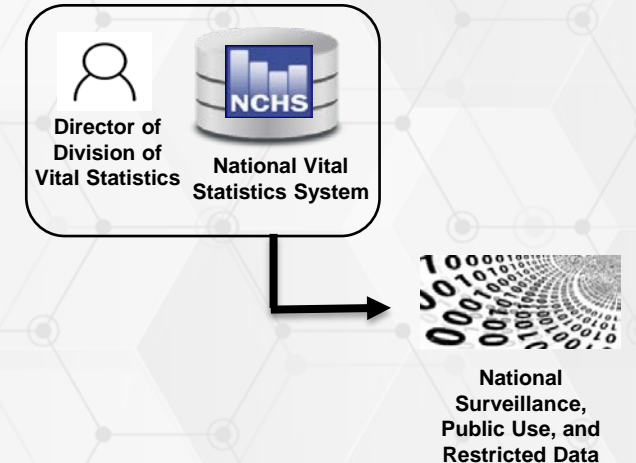 NCHS
Director of
Division of
Vital Statistics
National Vital
Statistics System
National
Surveillance,
Public Use, and
Restricted Data